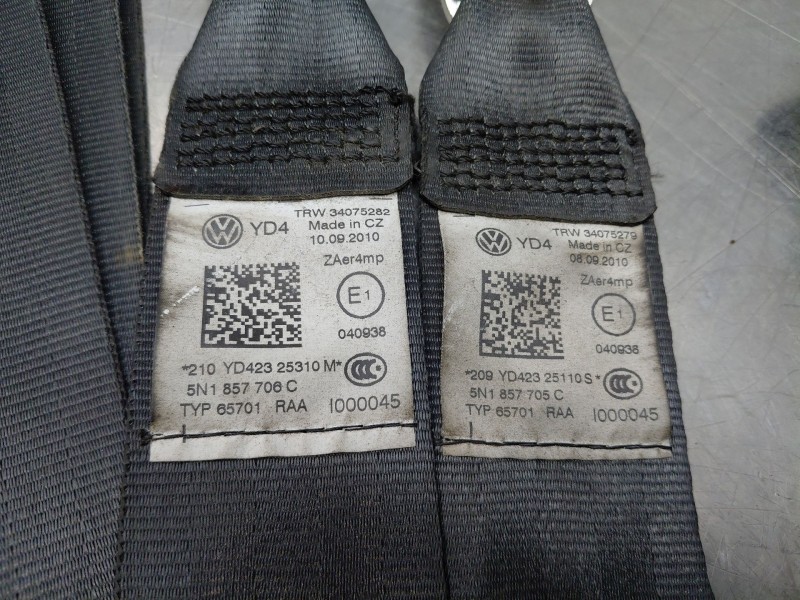 TRW 34075282
YD4 Made in CZ
10.09.2010
ZAer4mp
E1
040938
*210 YD423 25310 M*
CCC
5N1 857 706 C
TYP 65701 RAA I000045
TRW 34075279
YD4 Made in CZ
08.09.2010
ZAer4mp
E1
040938
*209 YD423 25110 S*
CCC
5N1 857 705 C
TYP 65701 RAA I000045